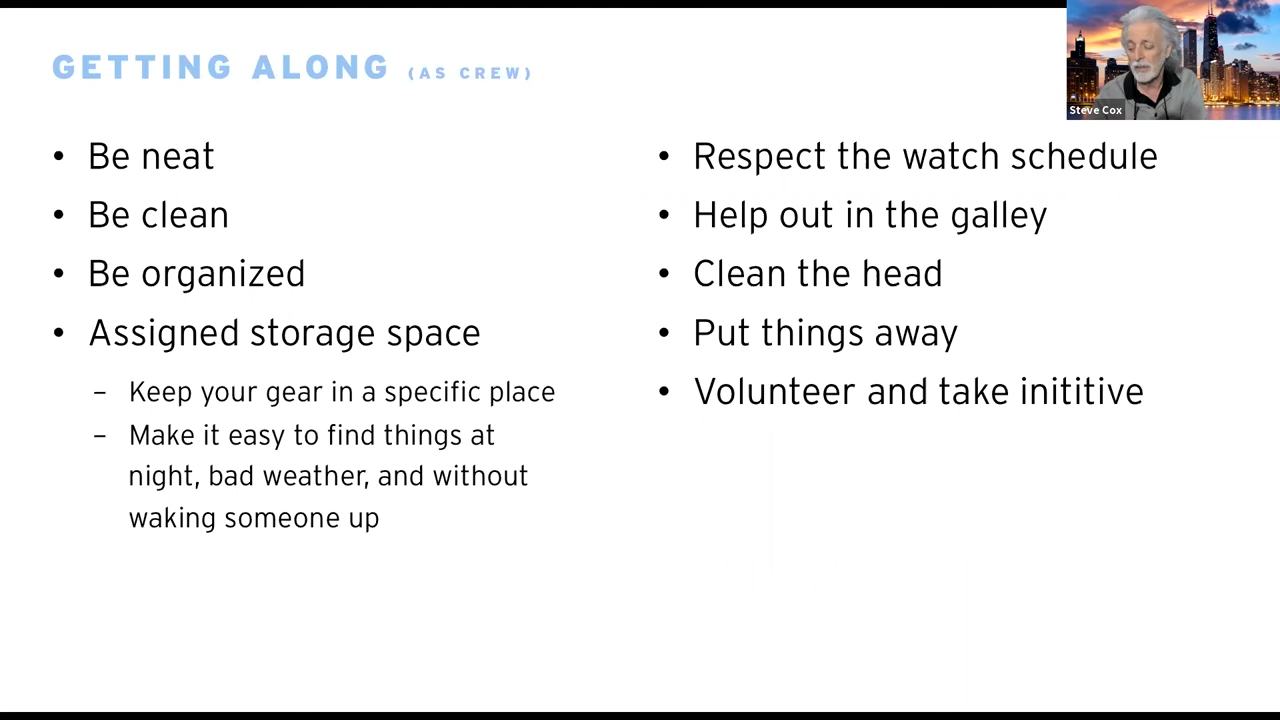 GETTING ALONG (AS CREW)
• Be neat
• Be clean
• Be organized
• Assigned storage space
– Keep your gear in a specific place
– Make it easy to find things at
night, bad weather, and without
waking someone up
• Respect the watch schedule
• Help out in the galley
• Clean the head
• Put things away
• Volunteer and take inititive
Steve Cox